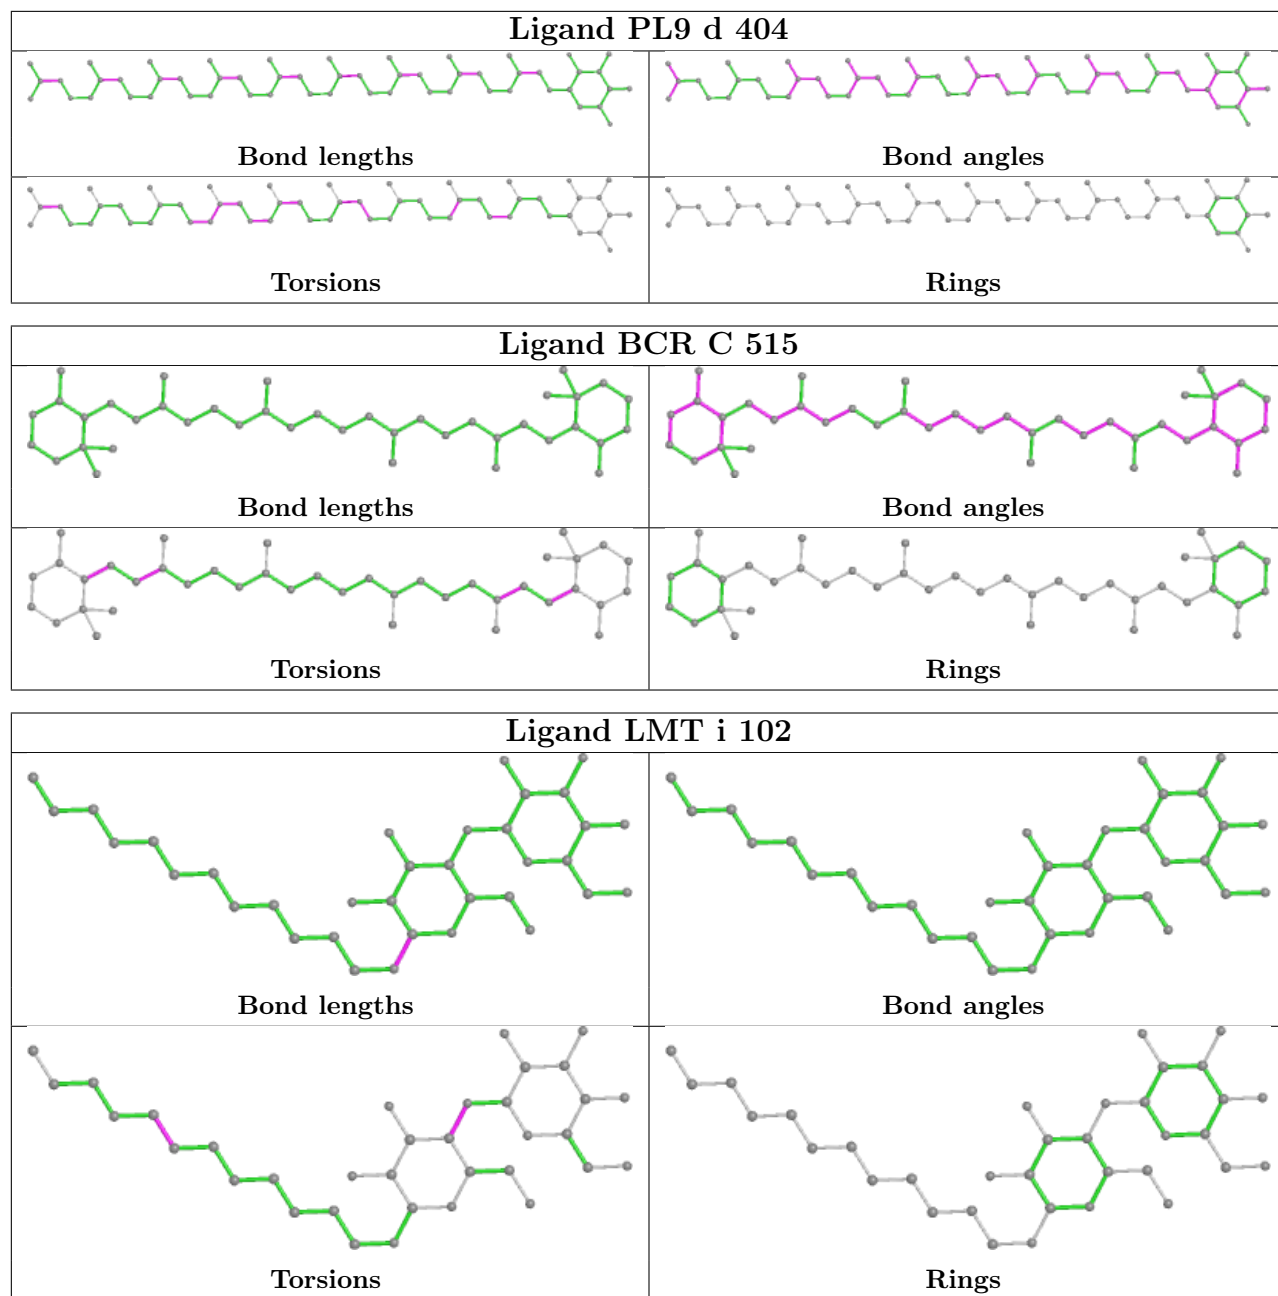 Ligand PL9 d 404
Bond lengths
Bond angles
Torsions
Rings
Ligand BCR C 515
Bond lengths
Bond angles
Torsions
Rings
Ligand LMT i 102
Bond lengths
Bond angles
Torsions
Rings